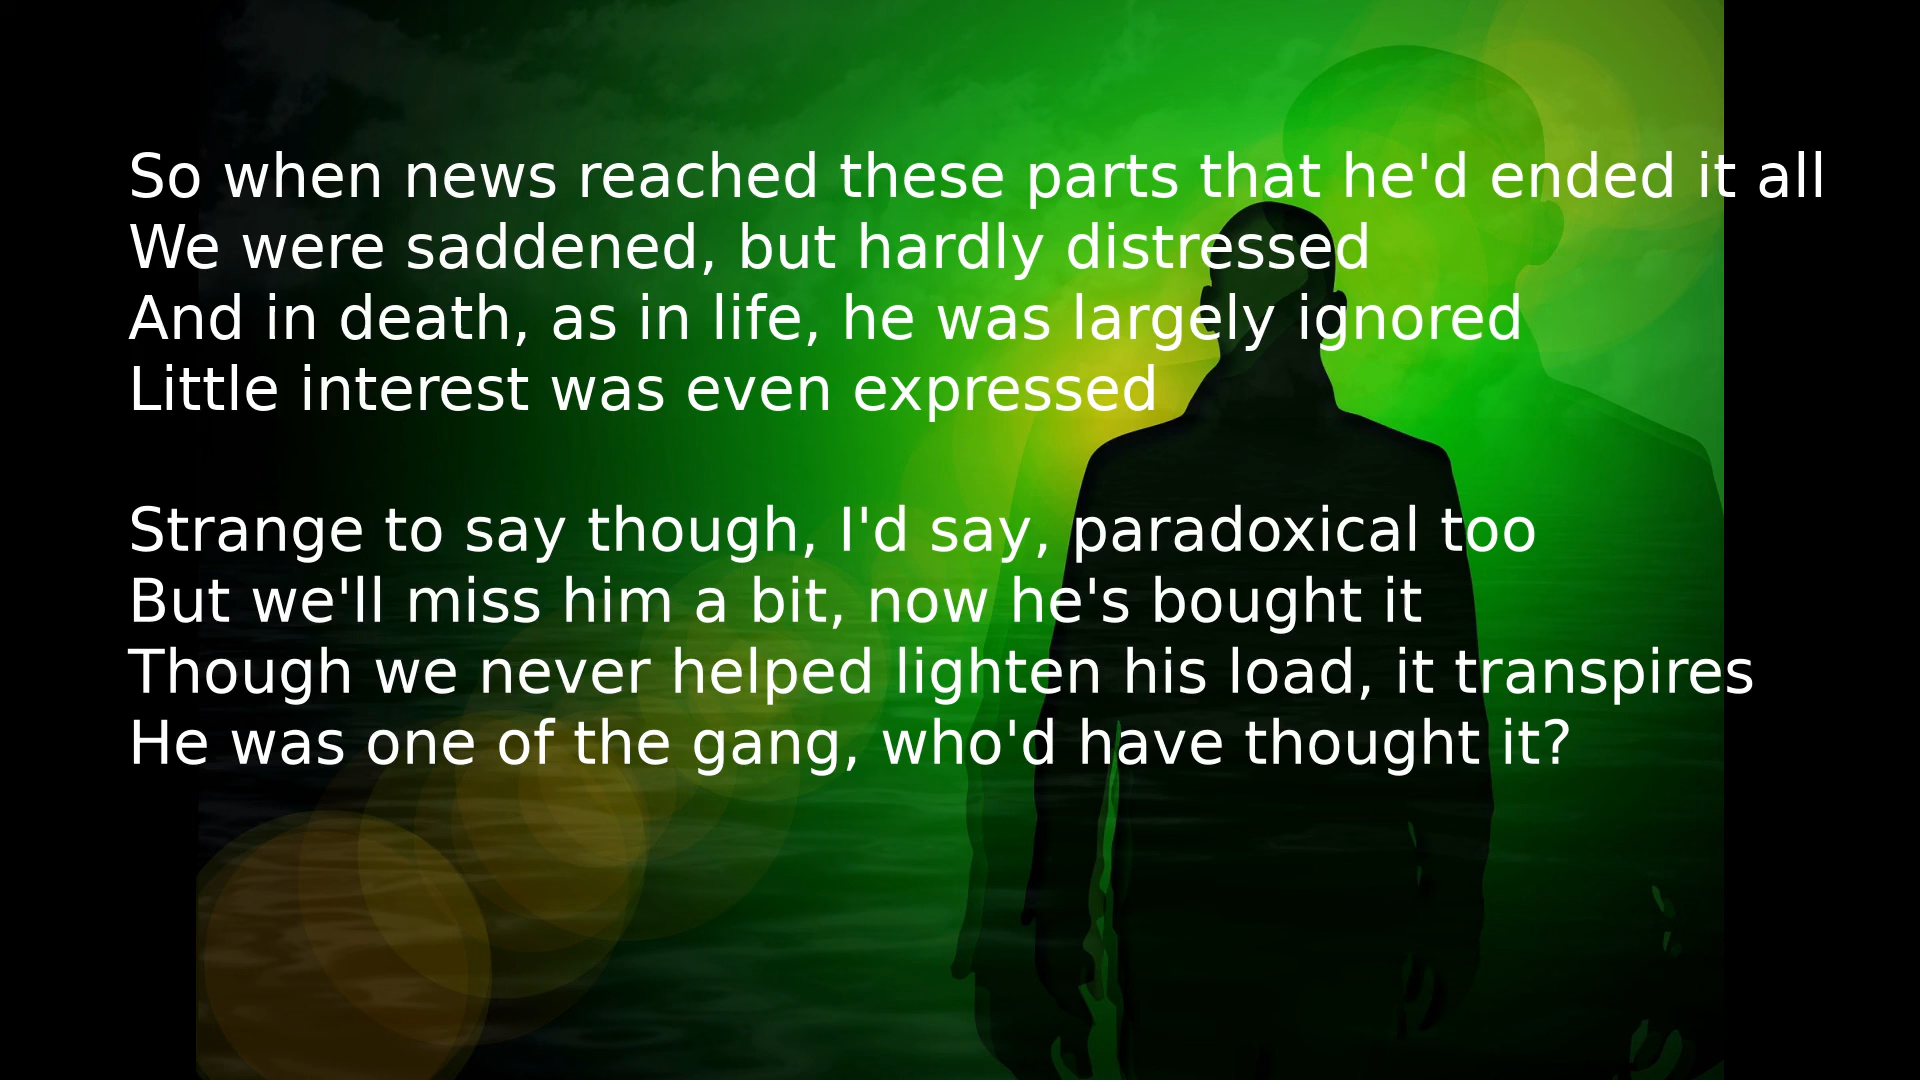 So when news reached these parts that he'd ended it all
We were saddened, but hardly distressed
And in death, as in life, he was largely ignored
Little interest was even expressed
Strange to say though, I'd say, paradoxical too
But we'll miss him a bit, now he's bought it
Though we never helped lighten his load, it transpires
He was one of the gang, who'd have thought it?